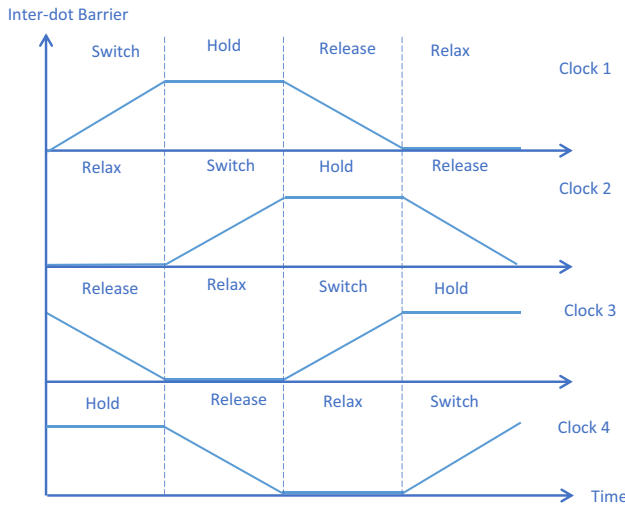 Inter-dot Barrier
Switch Hold Release Relax Clock 1
Relax Switch Hold Release Clock 2
Release Relax Switch Hold Clock 3
Hold Release Relax Switch Clock 4
Time